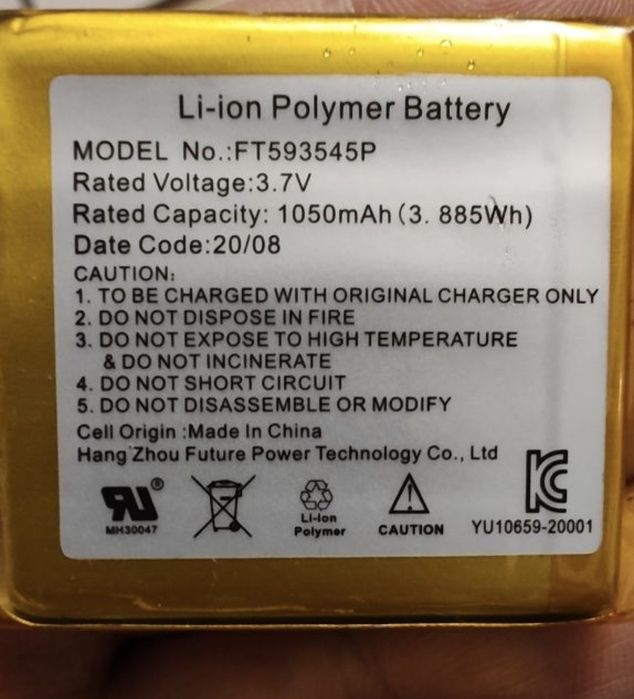 Li-ion Polymer Battery
MODEL No.:FT593545P
Rated Voltage:3.7V
Rated Capacity: 1050mAh(3. 885Wh)
Date Code:20/08
CAUTION:
1. TO BE CHARGED WITH ORIGINAL CHARGER ONLY
2. DO NOT DISPOSE IN FIRE
3. DO NOT EXPOSE TO HIGH TEMPERATURE
& DO NOT INCINERATE
4. DO NOT SHORT CIRCUIT
5. DO NOT DISASSEMBLE OR MODIFY
Cell Origin :Made In China
Hang Zhou Future Power Technology Co., Ltd
RU®
MH30047
Li-ion
Polymer
CAUTION
KC
YU10659-20001